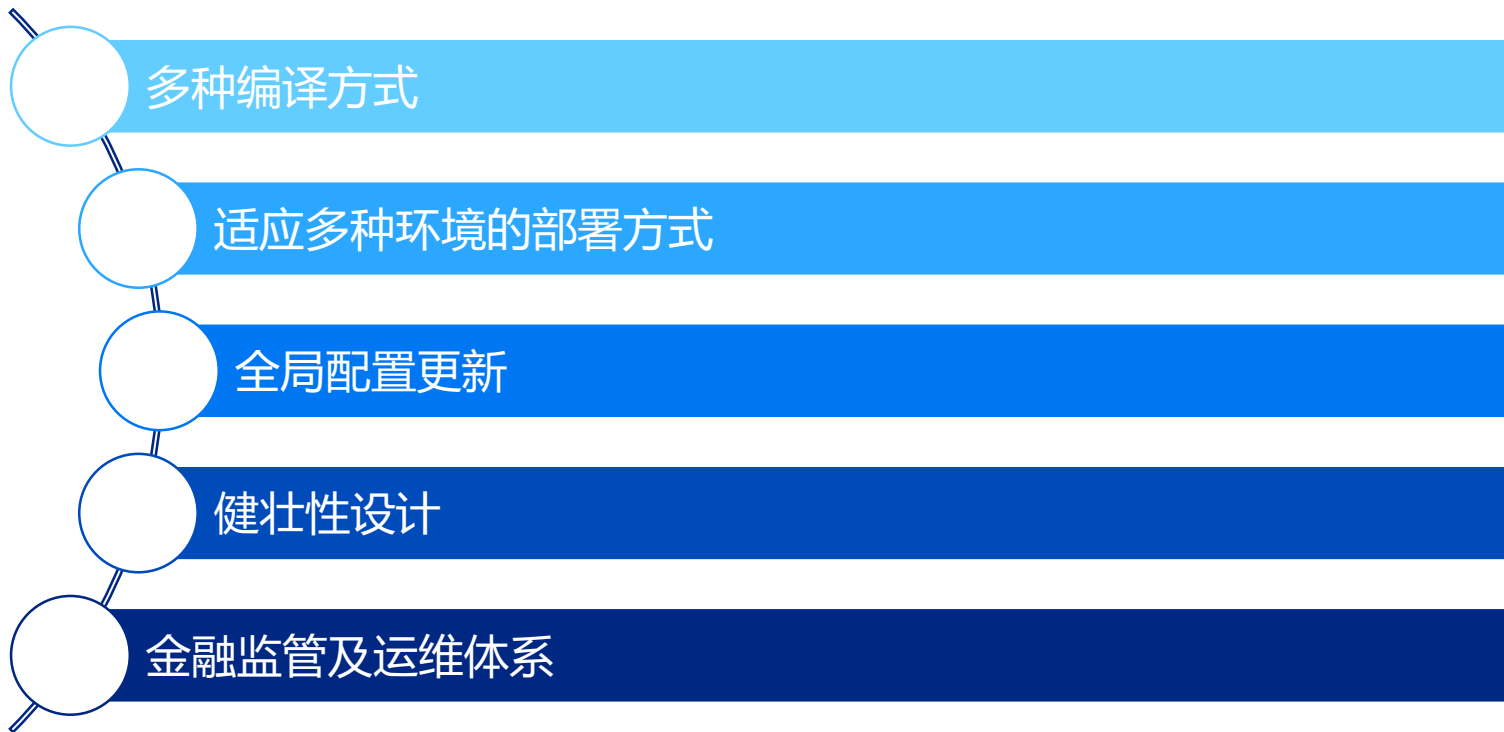 多种编译方式
适应多种环境的部署方式
全局配置更新
健壮性设计
金融监管及运维体系